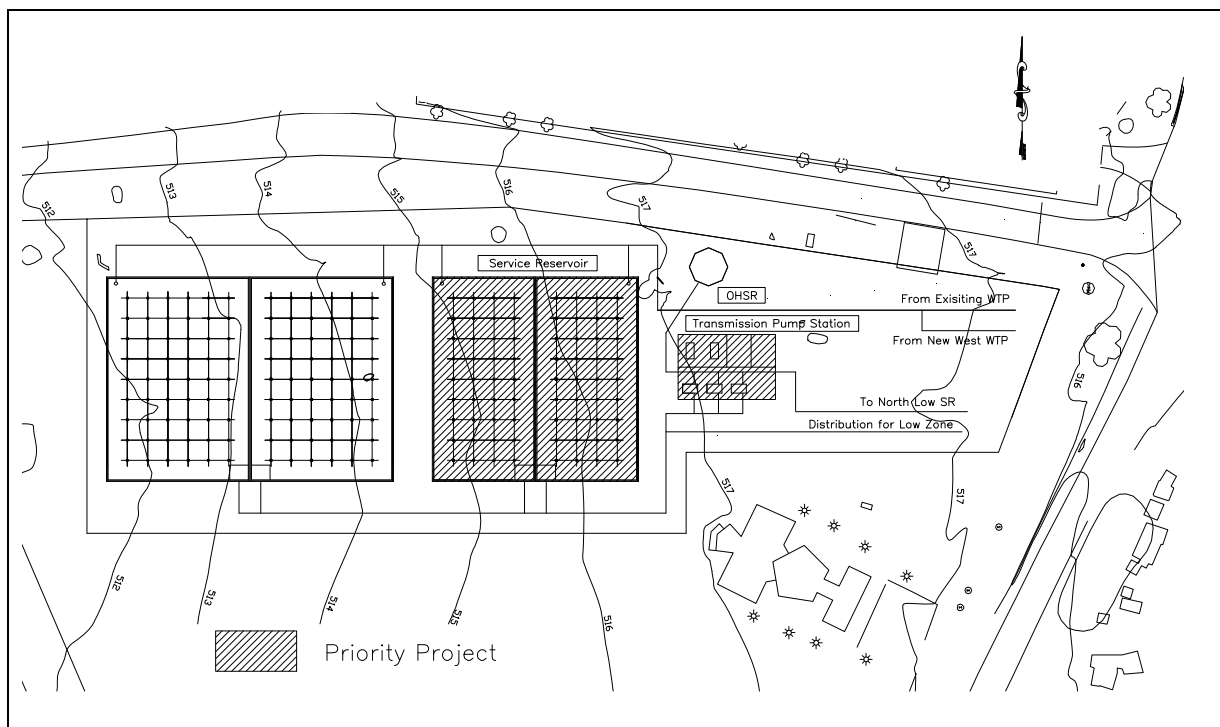 512
513
514
515
516
517
517
Service Reservoir
OHSR
From Exisiting WTP
Transmission Pump Station
From New West WTP
516
To North Low SR
Distribution for Low Zone
517
517
512
513
514
515
516
Priority Project